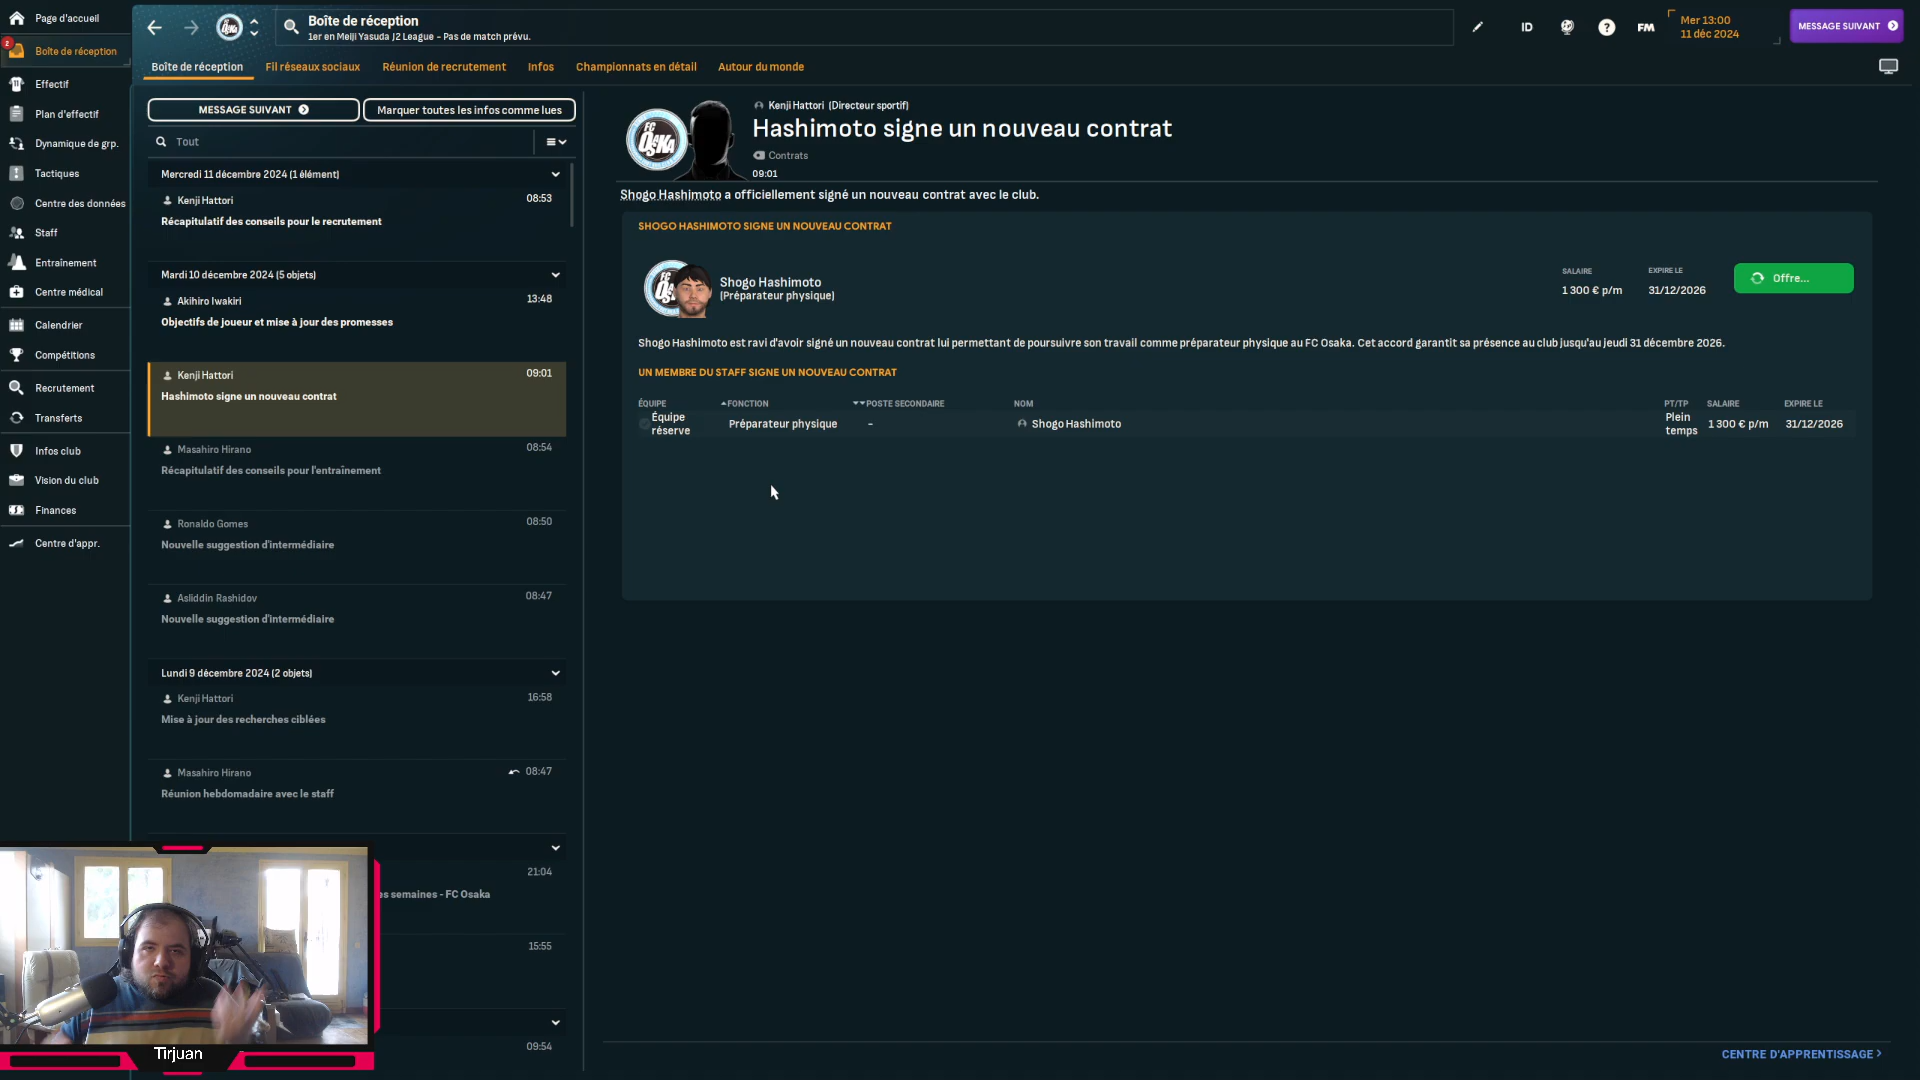 Page d'accueil
2
Boîte de réception
Effectif
Plan d'effectif
Dynamique de grp.
Tactiques
Centre des données
Staff
Entraînement
Centre médical
Calendrier
Compétitions
Recrutement
Transferts
Infos club
Vision du club
Finances
Centre d'appr.
Boîte de réception
1er en Meiji Yasuda J2 League - Pas de match prévu.
ID
?
FM
Mer 13:00
11 déc 2024
MESSAGE SUIVANT
Boîte de réception
Fil réseaux sociaux
Réunion de recrutement
Infos
Championnats en détail
Autour du monde
MESSAGE SUIVANT
Marquer toutes les infos comme lues
Tout
Mercredi 11 décembre 2024 (1 élément)
Kenji Hattori 08:53
Récapitulatif des conseils pour le recrutement
Mardi 10 décembre 2024 (5 objets)
Akihiro Iwakiri 13:48
Objectifs de joueur et mise à jour des promesses
Kenji Hattori 09:01
Hashimoto signe un nouveau contrat
Masahiro Hirano 08:54
Récapitulatif des conseils pour l'entraînement
Ronaldo Gomes 08:50
Nouvelle suggestion d'intermédiaire
Asliddin Rashidov 08:47
Nouvelle suggestion d'intermédiaire
Lundi 9 décembre 2024 (2 objets)
Kenji Hattori 16:58
Mise à jour des recherches ciblées
Masahiro Hirano 08:47
Réunion hebdomadaire avec le staff
21:04
es semaines - FC Osaka
15:55
09:54
FC OSAKA
Kenji Hattori (Directeur sportif)
Hashimoto signe un nouveau contrat
Contrats
09:01
Shogo Hashimoto a officiellement signé un nouveau contrat avec le club.
SHOGO HASHIMOTO SIGNE UN NOUVEAU CONTRAT
Shogo Hashimoto
(Préparateur physique)
SALAIRE
1 300 € p/m
EXPIRE LE
31/12/2026
Offre...
Shogo Hashimoto est ravi d'avoir signé un nouveau contrat lui permettant de poursuivre son travail comme préparateur physique au FC Osaka. Cet accord garantit sa présence au club jusqu'au jeudi 31 décembre 2026.
UN MEMBRE DU STAFF SIGNE UN NOUVEAU CONTRAT
ÉQUIPE FONCTION POSTE SECONDAIRE NOM PT/TP SALAIRE EXPIRE LE
Équipe réserve Préparateur physique - Shogo Hashimoto Plein temps 1 300 € p/m 31/12/2026
CENTRE D'APPRENTISSAGE
Tirjuan